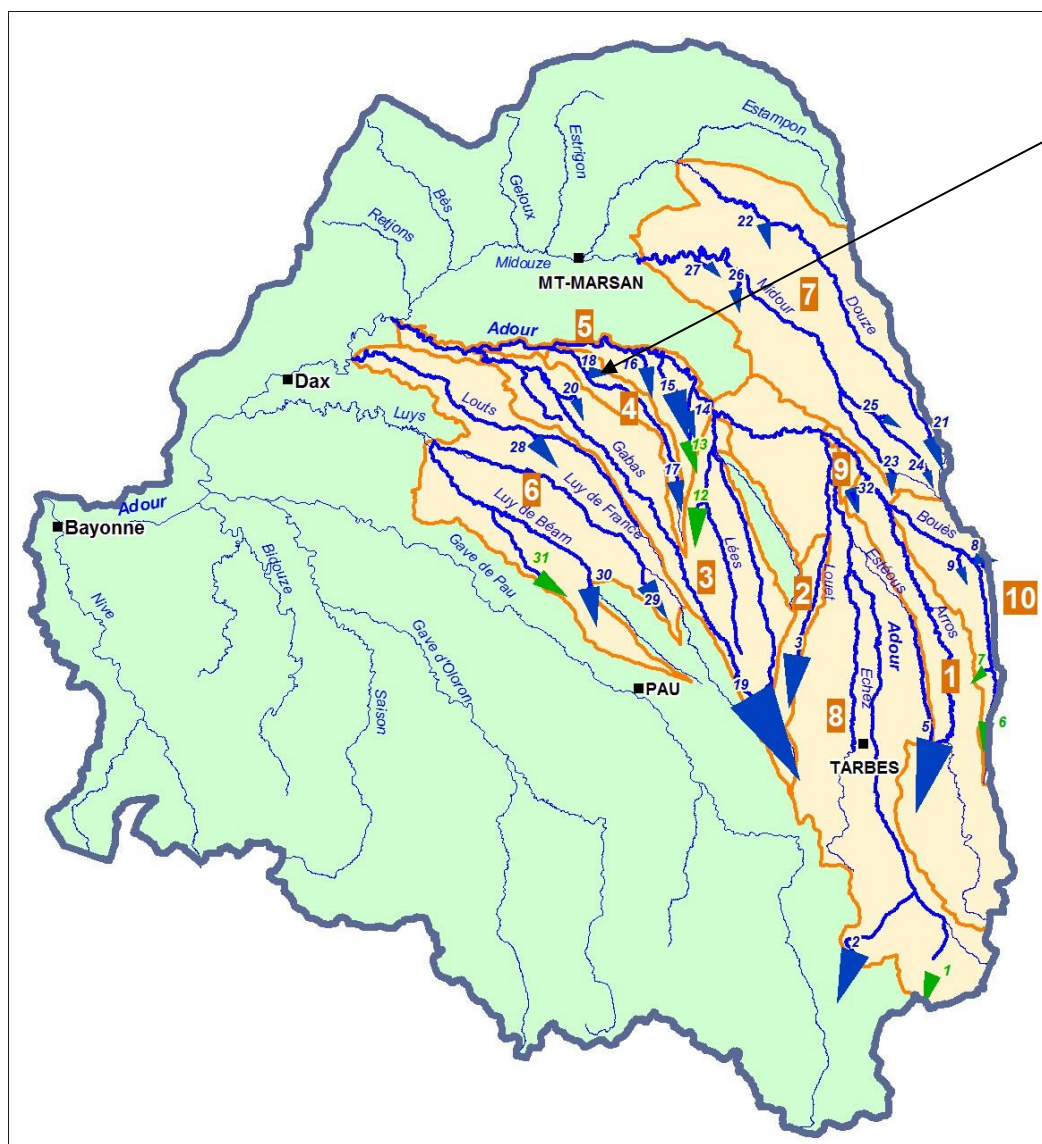 Estampon
Estrigon
Geloux
Bès
Retjons
22
Midouze
MT-MARSAN
27
26
7
Midour
Douze
5
Adour
18
16
15
14
Dax
20
4
Louts
Luys
25
21
13
28
Gabas
17
9
23
24
12
32
6
Luy de France
Luy de Béarn
Bouès
8
9
Adour
Bayonne
31
Gave de Pau
30
29
3
Lées
2
Louet
Estéous
Arros
10
Bidouze
Nive
Gave d'Oloron
Saison
3
Adour
Echez
1
7
PAU
19
8
5
6
TARBES
2
1